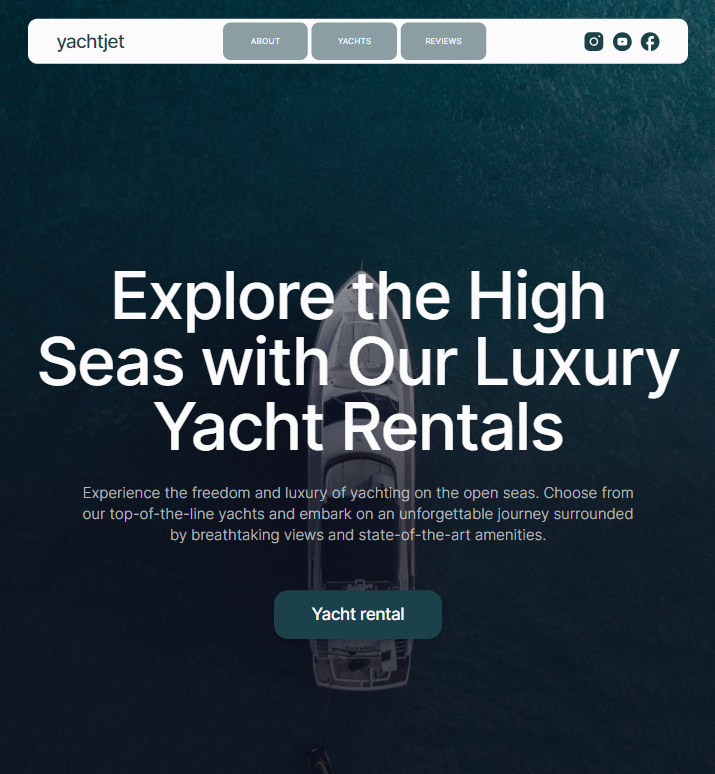 yachtjet
ABOUT
YACHTS
REVIEWS
Explore the High
Seas with Our Luxury
Yacht Rentals
Experience the freedom and luxury of yachting on the open seas. Choose from
our top-of-the-line yachts and embark on an unforgettable journey surrounded
by breathtaking views and state-of-the-art amenities.
Yacht rental